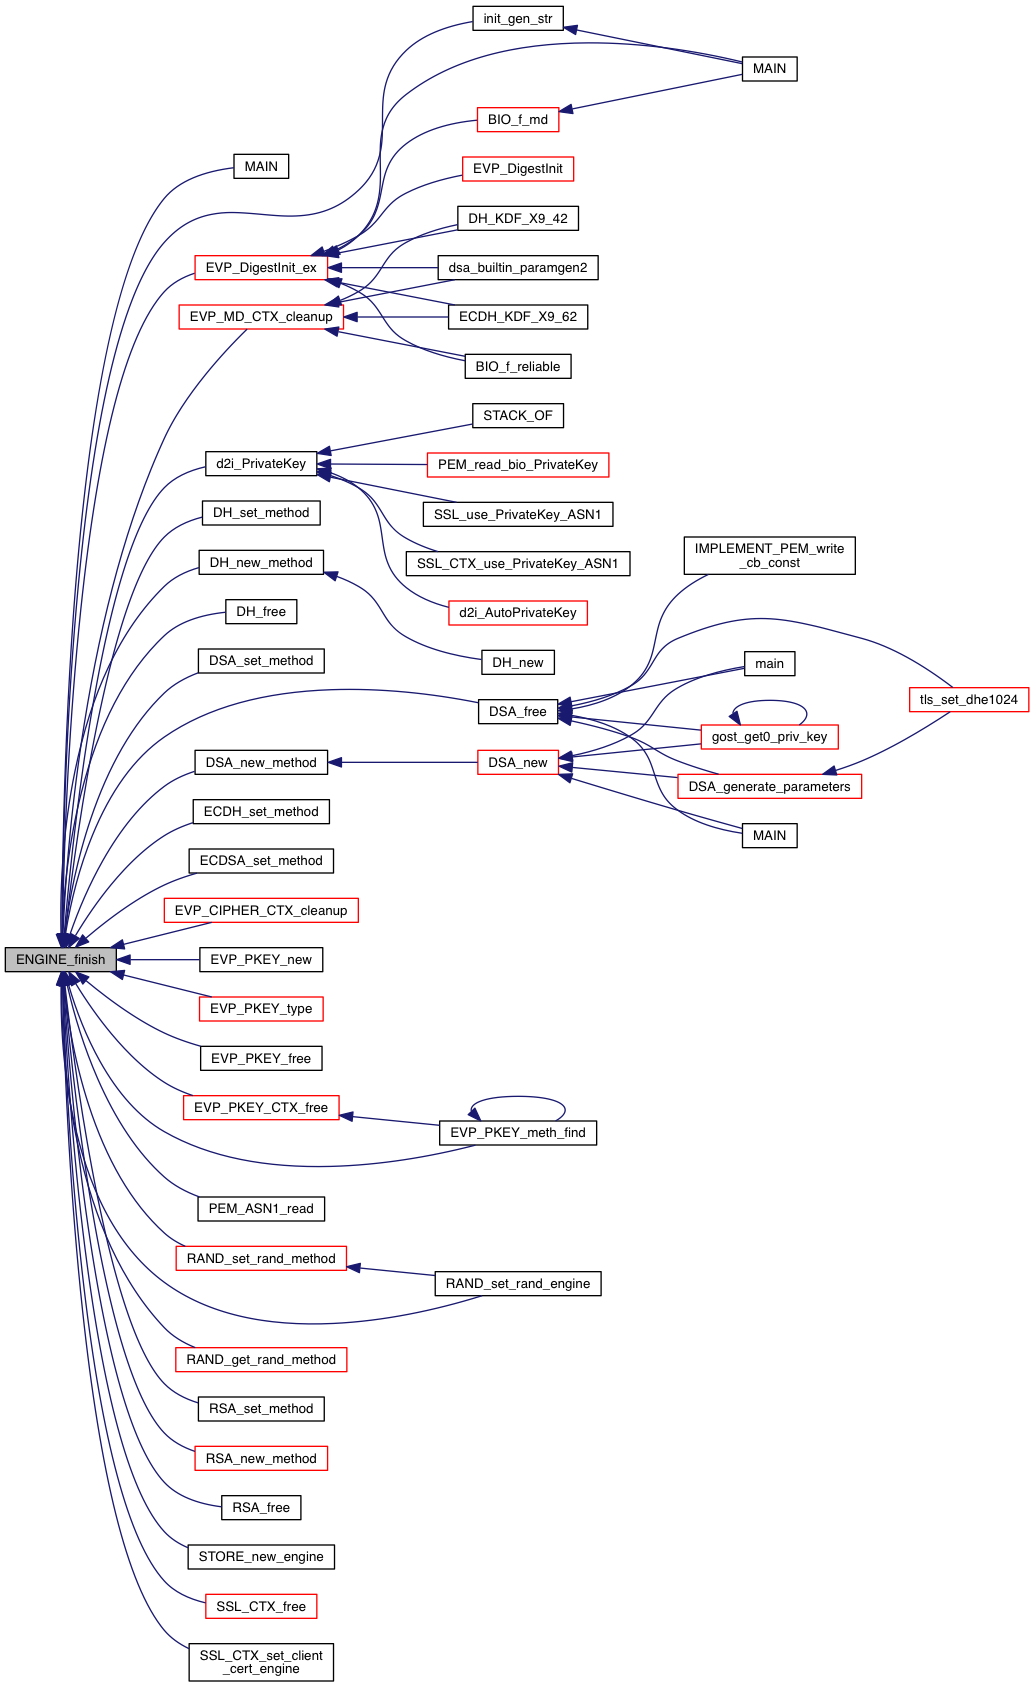 init_gen_str
MAIN
BIO_f_md
MAIN
EVP_DigestInit
DH_KDF_X9_42
EVP_DigestInit_ex
dsa_builtin_paramgen2
EVP_MD_CTX_cleanup
ECDH_KDF_X9_62
BIO_f_reliable
STACK_OF
d2i_PrivateKey
PEM_read_bio_PrivateKey
DH_set_method
SSL_use_PrivateKey_ASN1
IMPLEMENT_PEM_write
_cb_const
DH_new_method
SSL_CTX_use_PrivateKey_ASN1
DH_free
d2i_AutoPrivateKey
DSA_set_method
DH_new
main
DSA_free
tls_set_dhe1024
gost_get0_priv_key
DSA_new_method
DSA_new
DSA_generate_parameters
ECDH_set_method
MAIN
ECDSA_set_method
EVP_CIPHER_CTX_cleanup
ENGINE_finish
EVP_PKEY_new
EVP_PKEY_type
EVP_PKEY_free
EVP_PKEY_CTX_free
EVP_PKEY_meth_find
PEM_ASN1_read
RAND_set_rand_method
RAND_set_rand_engine
RAND_get_rand_method
RSA_set_method
RSA_new_method
RSA_free
STORE_new_engine
SSL_CTX_free
SSL_CTX_set_client
_cert_engine